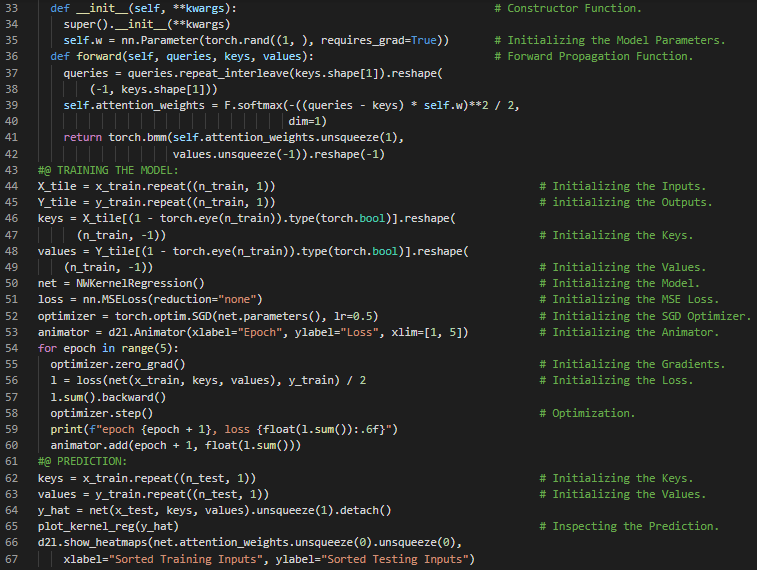 33 def __init__(self, **kwargs): # Constructor Function.
34 super().__init__(**kwargs)
35 self.w = nn.Parameter(torch.rand((1, ), requires_grad=True)) # Initializing the Model Parameters.
36 def forward(self, queries, keys, values): # Forward Propagation Function.
37 queries = queries.repeat_interleave(keys.shape[1]).reshape(
38 (-1, keys.shape[1]))
39 self.attention_weights = F.softmax(-((queries - keys) * self.w)**2 / 2,
40 dim=1)
41 return torch.bmm(self.attention_weights.unsqueeze(1),
42 values.unsqueeze(-1)).reshape(-1)
43 #@ TRAINING THE MODEL:
44 X_tile = x_train.repeat((n_train, 1)) # Initializing the Inputs.
45 Y_tile = y_train.repeat((n_train, 1)) # initializing the Outputs.
46 keys = X_tile[(1 - torch.eye(n_train)).type(torch.bool)].reshape(
47 (n_train, -1)) # Initializing the Keys.
48 values = Y_tile[(1 - torch.eye(n_train)).type(torch.bool)].reshape(
49 (n_train, -1)) # Initializing the Values.
50 net = NWKernelRegression() # Initializing the Model.
51 loss = nn.MSELoss(reduction="none") # Initializing the MSE Loss.
52 optimizer = torch.optim.SGD(net.parameters(), lr=0.5) # Initializing the SGD Optimizer.
53 animator = d2l.Animator(xlabel="Epoch", ylabel="Loss", xlim=[1, 5]) # Initializing the Animator.
54 for epoch in range(5):
55 optimizer.zero_grad() # Initializing the Gradients.
56 l = loss(net(x_train, keys, values), y_train) / 2 # Initializing the Loss.
57 l.sum().backward()
58 optimizer.step() # Optimization.
59 print(f"epoch {epoch + 1}, loss {float(l.sum()):.6f}")
60 animator.add(epoch + 1, float(l.sum()))
61 #@ PREDICTION:
62 keys = x_train.repeat((n_test, 1)) # Initializing the Keys.
63 values = y_train.repeat((n_test, 1)) # Initializing the Values.
64 y_hat = net(x_test, keys, values).unsqueeze(1).detach()
65 plot_kernel_reg(y_hat) # Inspecting the Prediction.
66 d2l.show_heatmaps(net.attention_weights.unsqueeze(0).unsqueeze(0),
67 xlabel="Sorted Training Inputs", ylabel="Sorted Testing Inputs")